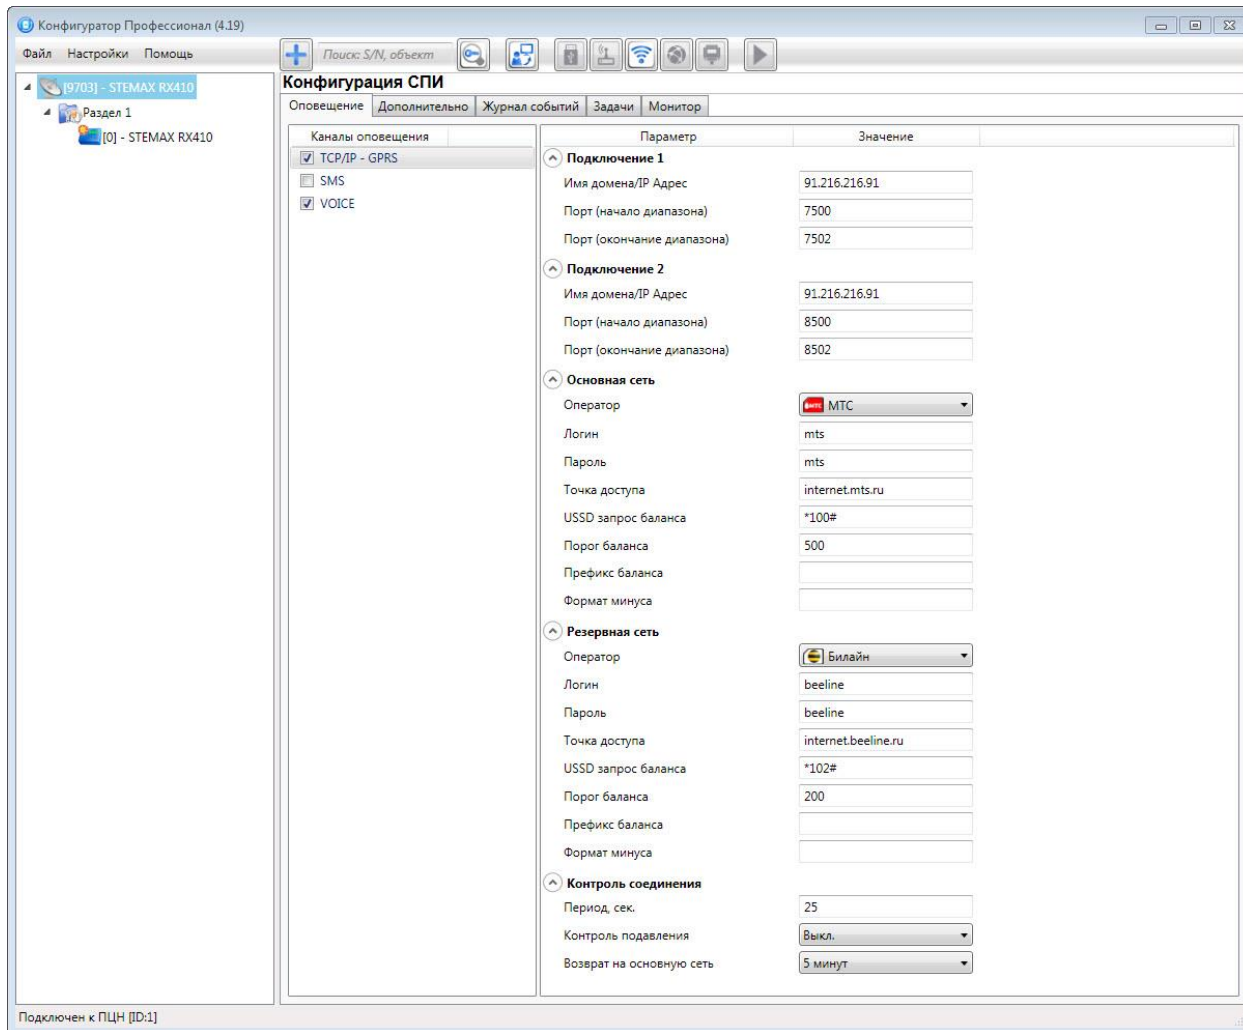 Конфигуратор Профессионал (4.19)
Файл Настройки Помощь
Поиск: S/N, объект
[9703] - STEMAX RX410
Раздел 1
[0] - STEMAX RX410
Конфигурация СПИ
Оповещение Дополнительно Журнал событий Задачи Монитор
Каналы оповещения
TCP/IP - GPRS
SMS
VOICE
Параметр Значение
Подключение 1
Имя домена/IP Адрес 91.216.216.91
Порт (начало диапазона) 7500
Порт (окончание диапазона) 7502
Подключение 2
Имя домена/IP Адрес 91.216.216.91
Порт (начало диапазона) 8500
Порт (окончание диапазона) 8502
Основная сеть
Оператор МТС
Логин mts
Пароль mts
Точка доступа internet.mts.ru
USSD запрос баланса *100#
Порог баланса 500
Префикс баланса
Формат минуса
Резервная сеть
Оператор Билайн
Логин beeline
Пароль beeline
Точка доступа internet.beeline.ru
USSD запрос баланса *102#
Порог баланса 200
Префикс баланса
Формат минуса
Контроль соединения
Период, сек. 25
Контроль подавления Выкл.
Возврат на основную сеть 5 минут
Подключен к ПЦН [ID:1]